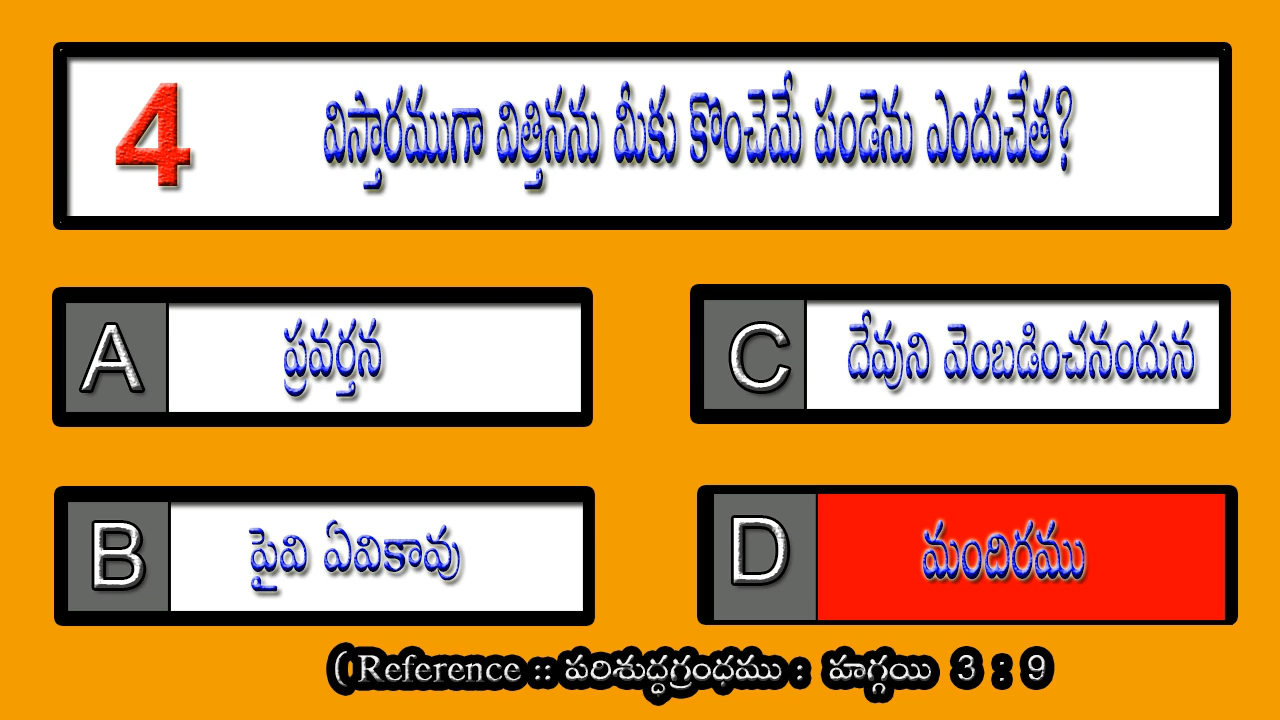 4 విస్తారముగా విత్తినను మీకు కొంచెమే పండెను ఎందుచేత?
A ప్రవర్తన
C దేవుని వెంబడించనందున
B పైవి ఏవికావు
D మందిరము
( Reference :: పరిశుద్ధగ్రంధము : హగ్గయి 3 : 9